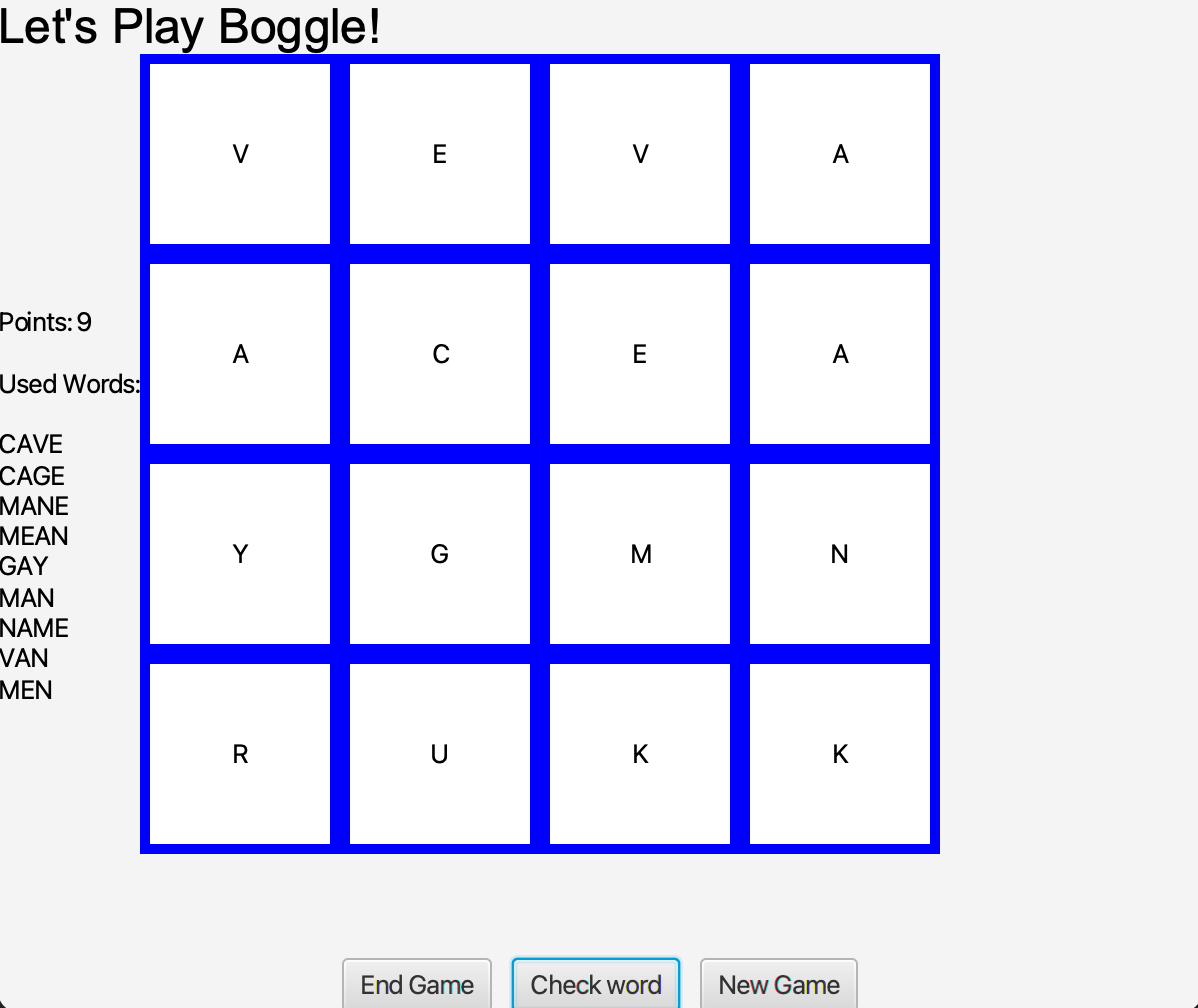 Let's Play Boggle!
V E V A
A C E A
Y G M N
R U K K
Points: 9
Used Words:
CAVE
CAGE
MANE
MEAN
GAY
MAN
NAME
VAN
MEN
End Game Check word New Game